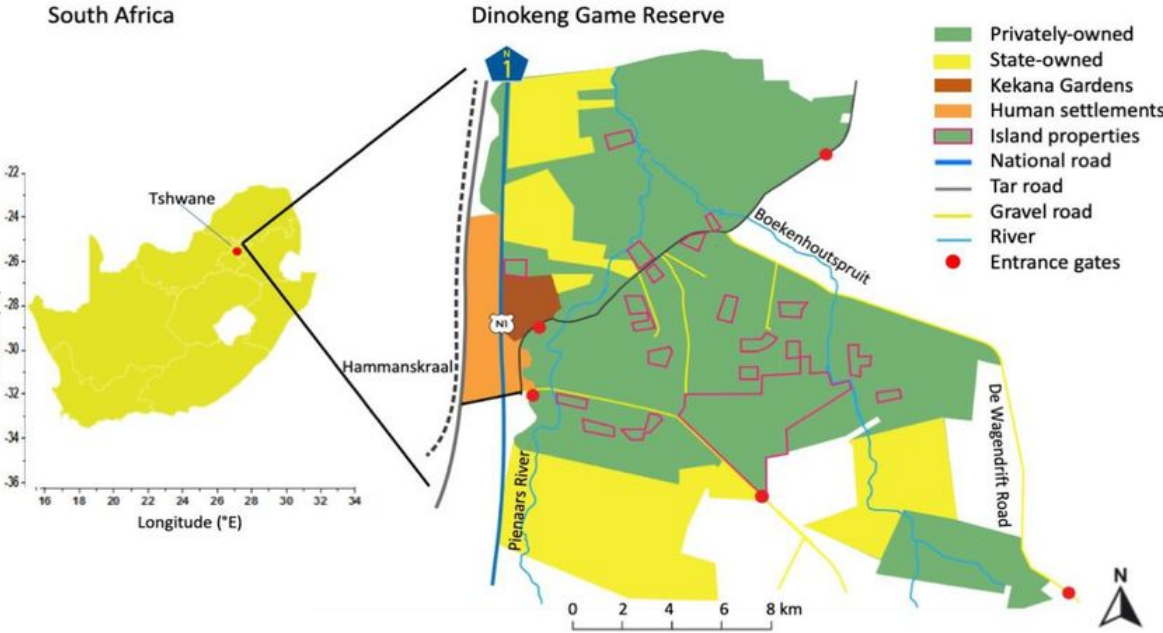 South Africa
Dinokeng Game Reserve
Privately-owned
State-owned
Kekana Gardens
Human settlements
Island properties
National road
Tar road
Gravel road
River
Entrance gates
N
1
-22
-24
-26
-28
-30
-32
-34
-36
Tshwane
Boekenhoutspruit
N1
Hammanskraal
De Wagendrift Road
Pienaars River
16 18 20 22 24 26 28 30 32 34
Longitude (°E)
0 2 4 6 8 km
N